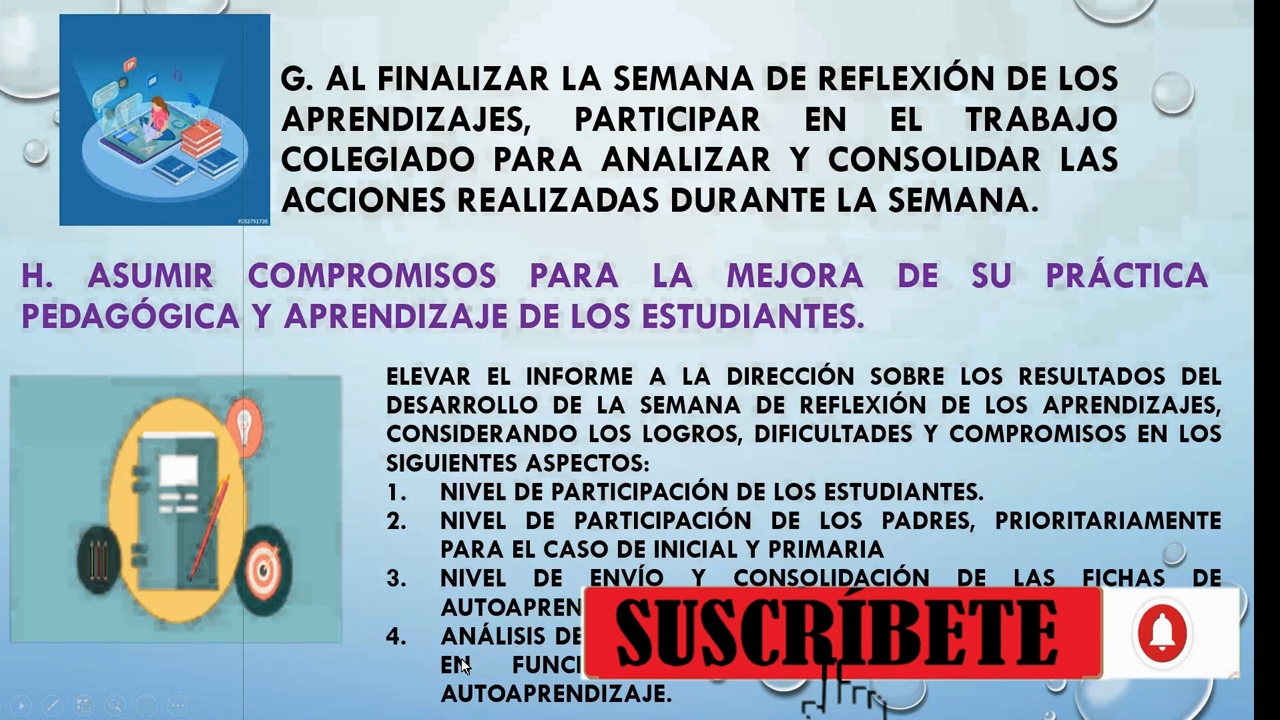 G. AL FINALIZAR LA SEMANA DE REFLEXIÓN DE LOS
APRENDIZAJES, PARTICIPAR EN EL TRABAJO
COLEGIADO PARA ANALIZAR Y CONSOLIDAR LAS
ACCIONES REALIZADAS DURANTE LA SEMANA.
#252791726
H. ASUMIR COMPROMISOS PARA LA MEJORA DE SU PRÁCTICA
PEDAGÓGICA Y APRENDIZAJE DE LOS ESTUDIANTES.
ELEVAR EL INFORME A LA DIRECCIÓN SOBRE LOS RESULTADOS DEL
DESARROLLO DE LA SEMANA DE REFLEXIÓN DE LOS APRENDIZAJES,
CONSIDERANDO LOS LOGROS, DIFICULTADES Y COMPROMISOS EN LOS
SIGUIENTES ASPECTOS:
1. NIVEL DE PARTICIPACIÓN DE LOS ESTUDIANTES.
2. NIVEL DE PARTICIPACIÓN DE LOS PADRES, PRIORITARIAMENTE
PARA EL CASO DE INICIAL Y PRIMARIA
3. NIVEL DE ENVÍO Y CONSOLIDACIÓN DE LAS FICHAS DE
AUTOAPREN
4. ANÁLISIS DE
EN FUNCI
AUTOAPRENDIZAJE.
SUSCRÍBETE